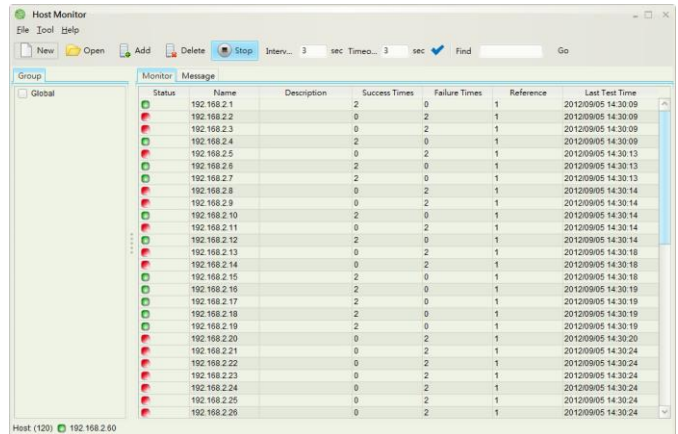 Host Monitor
File Tool Help
New Open Add Delete Stop Interv... 3 sec Timeo... 3 sec Find Go
Group Monitor Message
Global
Status Name Description Success Times Failure Times Reference Last Test Time
192.168.2.1 2 0 1 2012/09/05 14:30:09
192.168.2.2 0 2 1 2012/09/05 14:30:09
192.168.2.3 0 2 1 2012/09/05 14:30:09
192.168.2.4 2 0 1 2012/09/05 14:30:09
192.168.2.5 0 2 1 2012/09/05 14:30:13
192.168.2.6 2 0 1 2012/09/05 14:30:13
192.168.2.7 2 0 1 2012/09/05 14:30:13
192.168.2.8 0 2 1 2012/09/05 14:30:14
192.168.2.9 0 2 1 2012/09/05 14:30:14
192.168.2.10 2 0 1 2012/09/05 14:30:14
192.168.2.11 0 2 1 2012/09/05 14:30:14
192.168.2.12 2 0 1 2012/09/05 14:30:14
192.168.2.13 0 2 1 2012/09/05 14:30:18
192.168.2.14 0 2 1 2012/09/05 14:30:18
192.168.2.15 2 0 1 2012/09/05 14:30:18
192.168.2.16 2 0 1 2012/09/05 14:30:19
192.168.2.17 2 0 1 2012/09/05 14:30:19
192.168.2.18 2 0 1 2012/09/05 14:30:19
192.168.2.19 2 0 1 2012/09/05 14:30:19
192.168.2.20 0 2 1 2012/09/05 14:30:20
192.168.2.21 0 2 1 2012/09/05 14:30:24
192.168.2.22 0 2 1 2012/09/05 14:30:24
192.168.2.23 0 2 1 2012/09/05 14:30:24
192.168.2.24 0 2 1 2012/09/05 14:30:24
192.168.2.25 0 2 1 2012/09/05 14:30:24
192.168.2.26 0 2 1 2012/09/05 14:30:24
Host: (120) 192.168.2.60